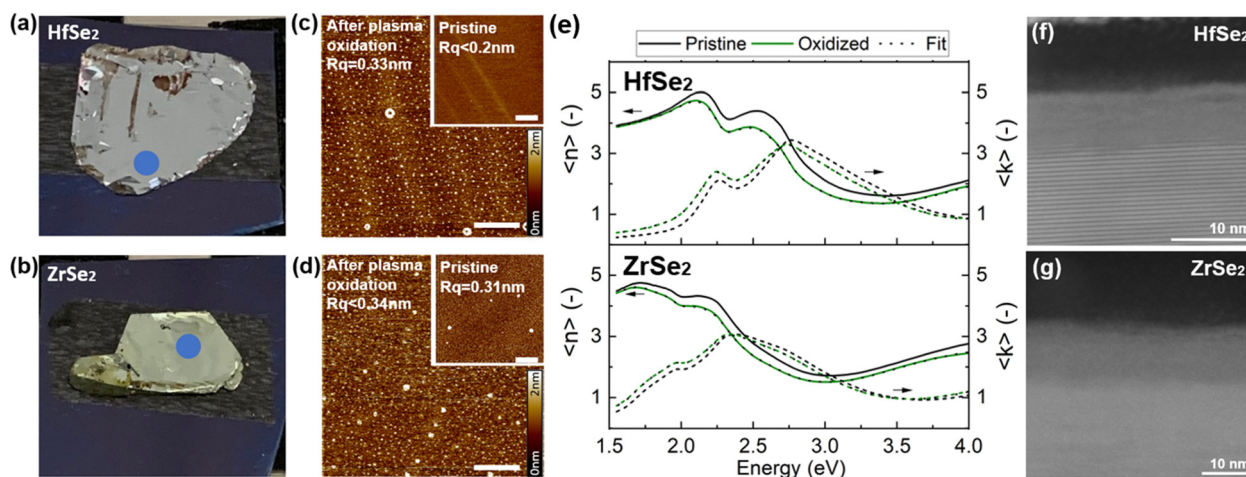 (a)
HfSe2
(b)
ZrSe2
(c)
After plasma
oxidation
Rq=0.33nm
Pristine
Rq<0.2nm
2nm
0nm
(d)
After plasma
oxidation
Rq<0.34nm
Pristine
Rq=0.31nm
2nm
0nm
(e)
Pristine
Oxidized
Fit
HfSe2
5
3
1
<n> (-)
5
3
1
<k> (-)
ZrSe2
5
3
1
<n> (-)
5
3
1
<k> (-)
1.5 2.0 2.5 3.0 3.5 4.0
Energy (eV)
(f)
HfSe2
10 nm
(g)
ZrSe2
10 nm